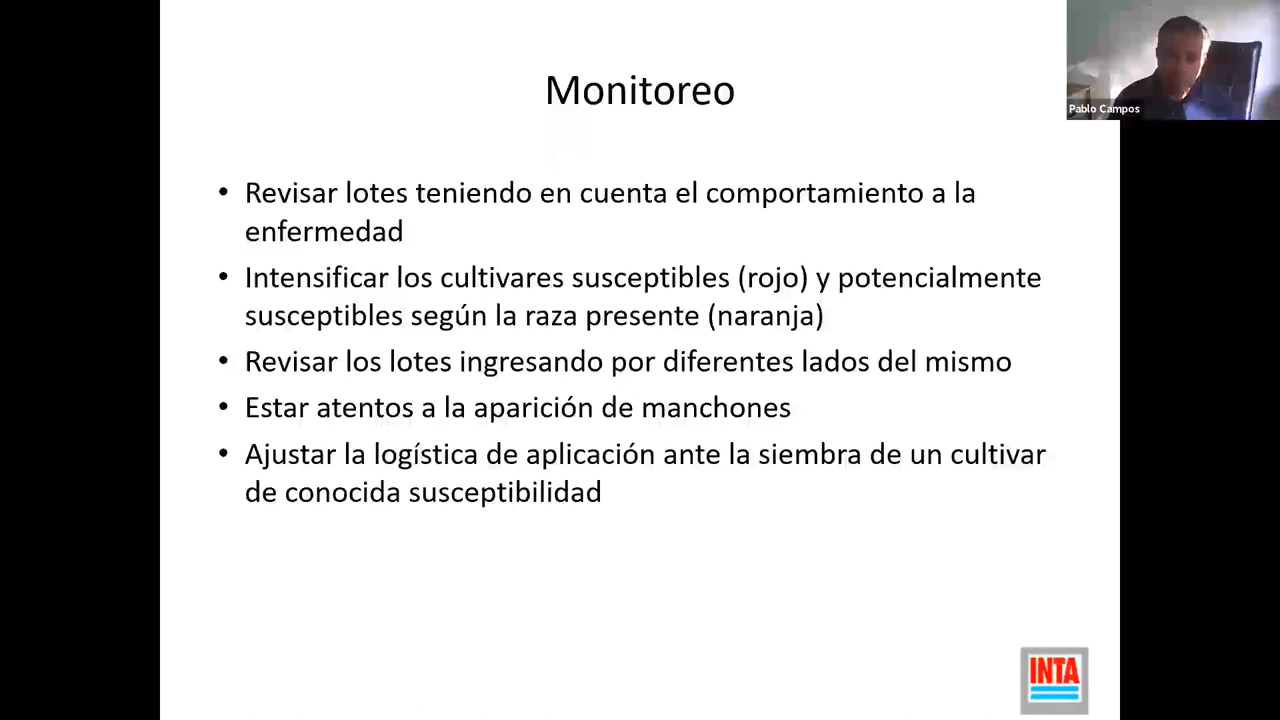 Pablo Campos
Monitoreo
• Revisar lotes teniendo en cuenta el comportamiento a la
enfermedad
• Intensificar los cultivares susceptibles (rojo) y potencialmente
susceptibles según la raza presente (naranja)
• Revisar los lotes ingresando por diferentes lados del mismo
• Estar atentos a la aparición de manchones
• Ajustar la logística de aplicación ante la siembra de un cultivar
de conocida susceptibilidad
INTA